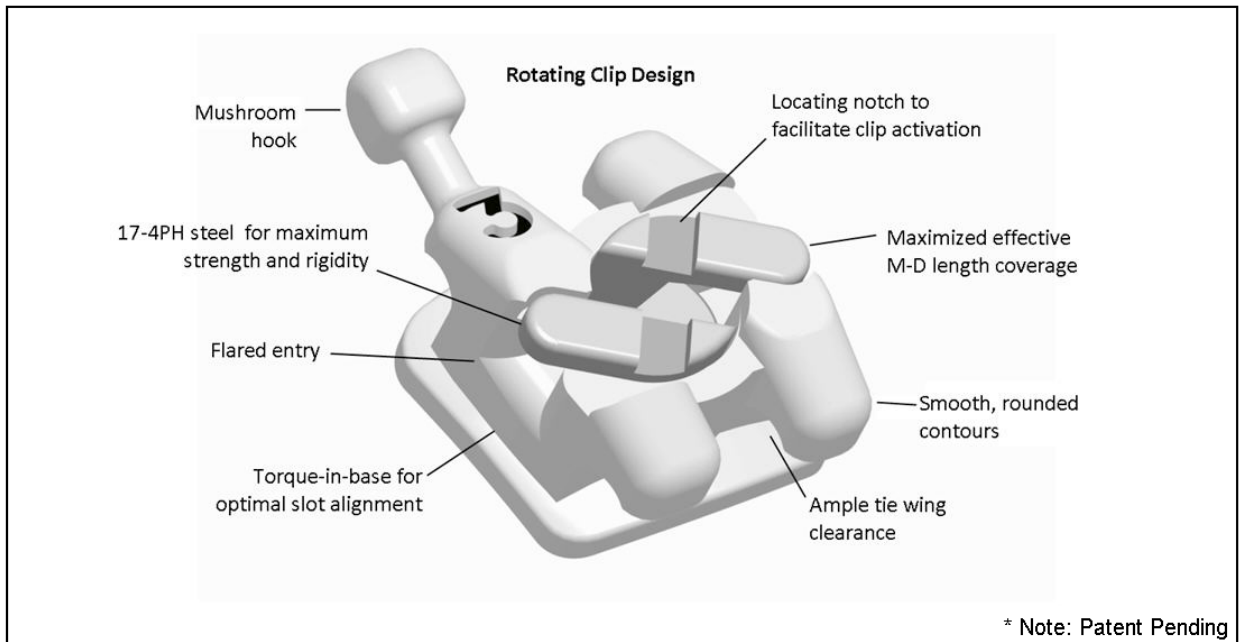 Rotating Clip Design
Mushroom
hook
Locating notch to
facilitate clip activation
17-4PH steel for maximum
strength and rigidity
Maximized effective
M-D length coverage
Flared entry
Smooth, rounded
contours
Torque-in-base for
optimal slot alignment
Ample tie wing
clearance
5
* Note: Patent Pending